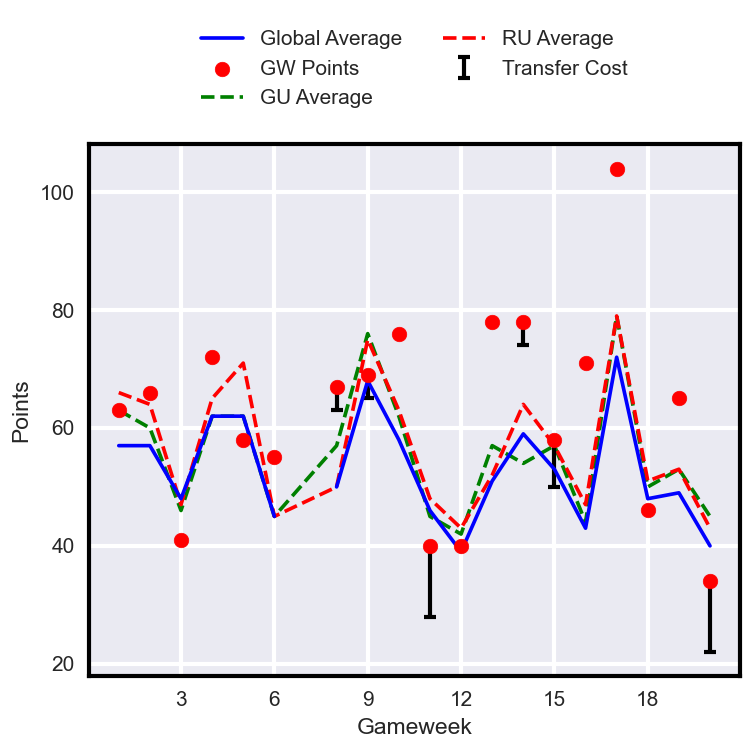 Global Average
GW Points
GU Average
RU Average
Transfer Cost
100
80
60
40
20
Points
3 6 9 12 15 18
Gameweek